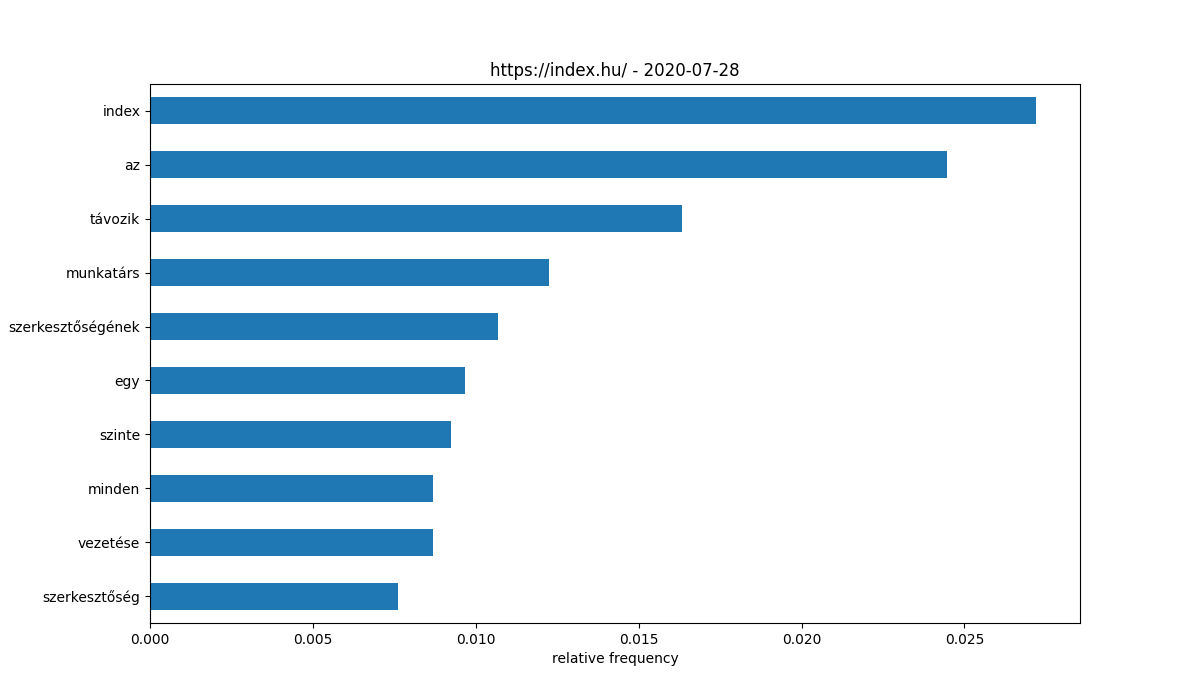 https://index.hu/ - 2020-07-28
index
az
távozik
munkatárs
szerkesztőségének
egy
szinte
minden
vezetése
szerkesztőség
0.000 0.005 0.010 0.015 0.020 0.025
relative frequency